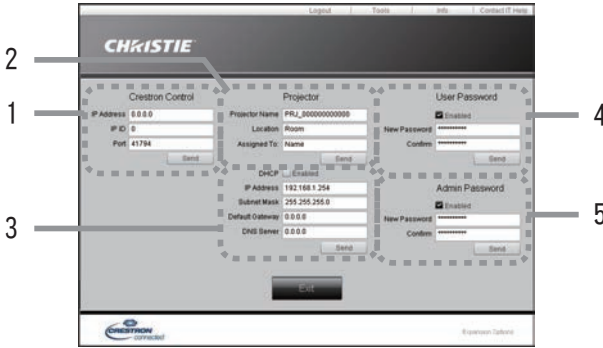 Logout Tools Info Contact IT Help
CHRISTIE
2
1
3
4
5
Crestron Control
IP Address 0.0.0.0
IP ID 0
Port 41794
Send
Projector
Projector Name PRJ_000000000000
Location Room
Assigned To: Name
Send
DHCP Enabled
IP Address 192.168.1.254
Subnet Mask 255.255.255.0
Default Gateway 0.0.0.0
DNS Server 0.0.0.0
Send
User Password
Enabled
New Password **********
Confirm **********
Send
Admin Password
Enabled
New Password **********
Confirm **********
Send
Exit
CRESTRON
connected
Expansion Options